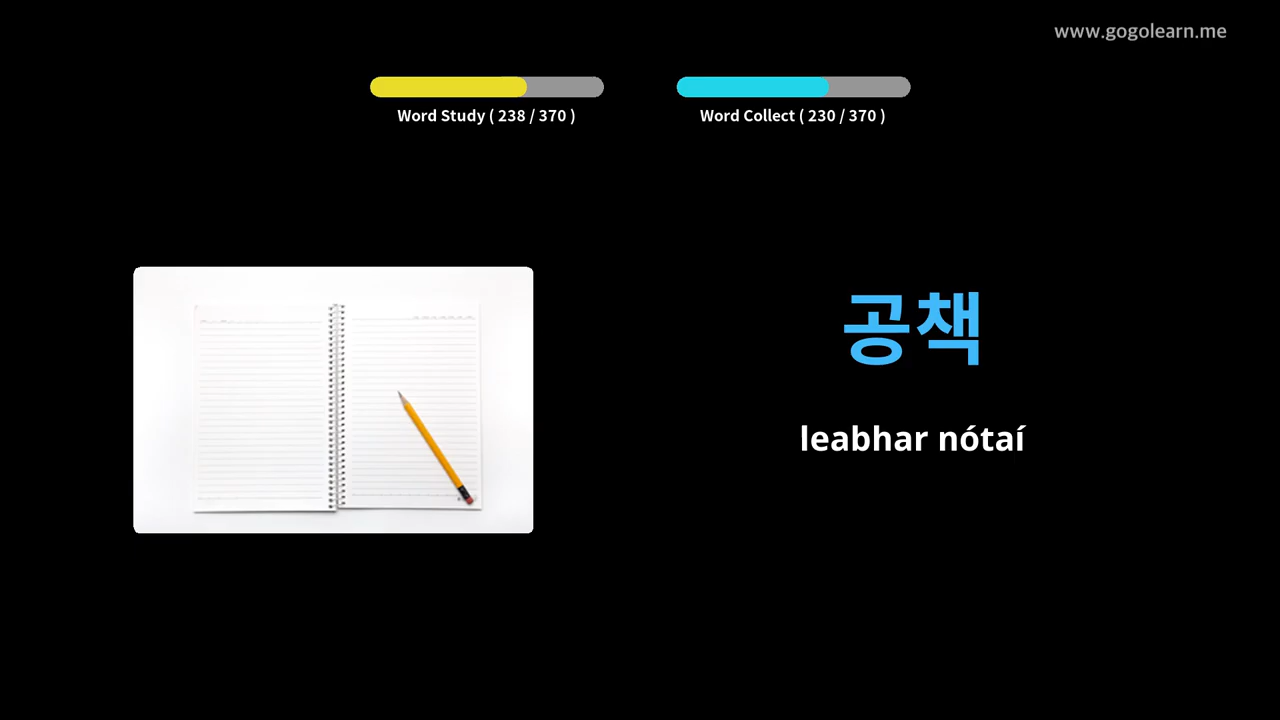 www.gogolearn.me
Word Study ( 238 / 370 )
Word Collect ( 230 / 370 )
공책
leabhar nótaí